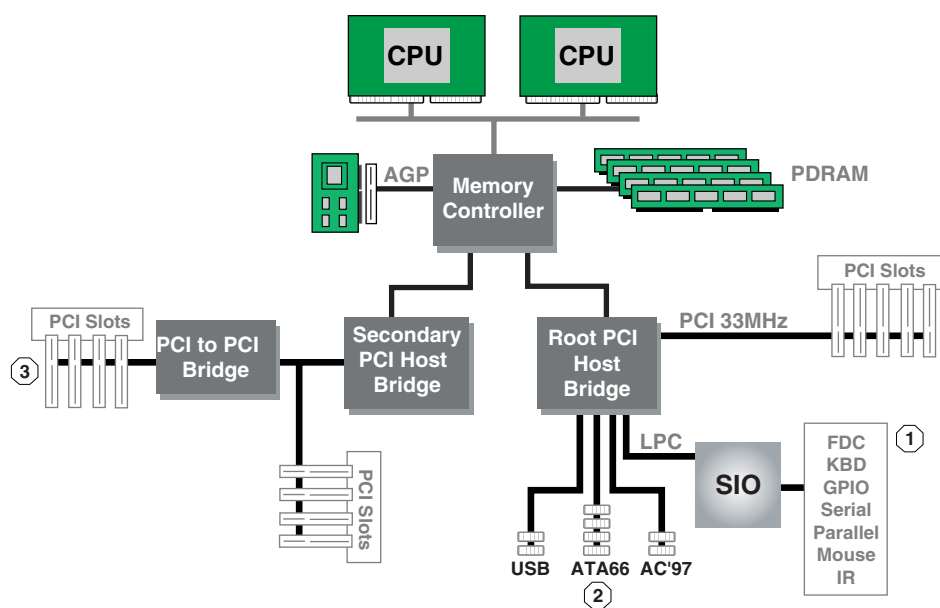 CPU
CPU
AGP
Memory
Controller
PDRAM
PCI Slots
PCI Slots
3
PCI to PCI
Bridge
Secondary
PCI Host
Bridge
Root PCI
Host
Bridge
PCI 33MHz
PCI Slots
LPC
SIO
1
FDC
KBD
GPIO
Serial
Parallel
Mouse
IR
USB
ATA66
AC'97
2